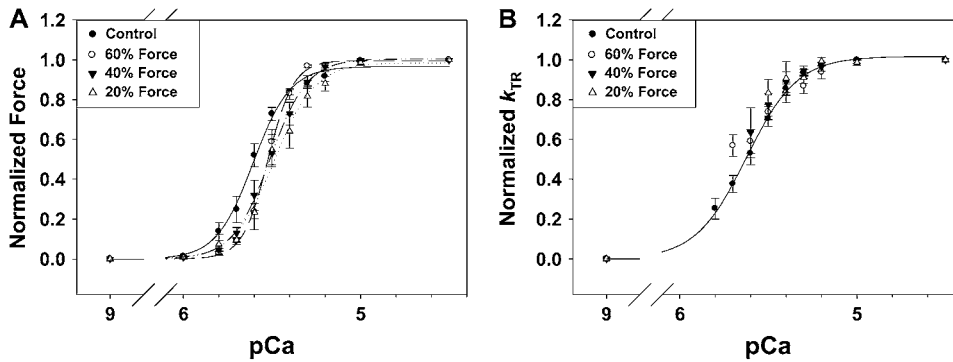 A
Normalized Force
1.2
1.0
0.8
0.6
0.4
0.2
0.0
Control
60% Force
40% Force
20% Force
9
6
5
pCa
B
Normalized kTR
1.2
1.0
0.8
0.6
0.4
0.2
0.0
Control
60% Force
40% Force
20% Force
9
6
5
pCa